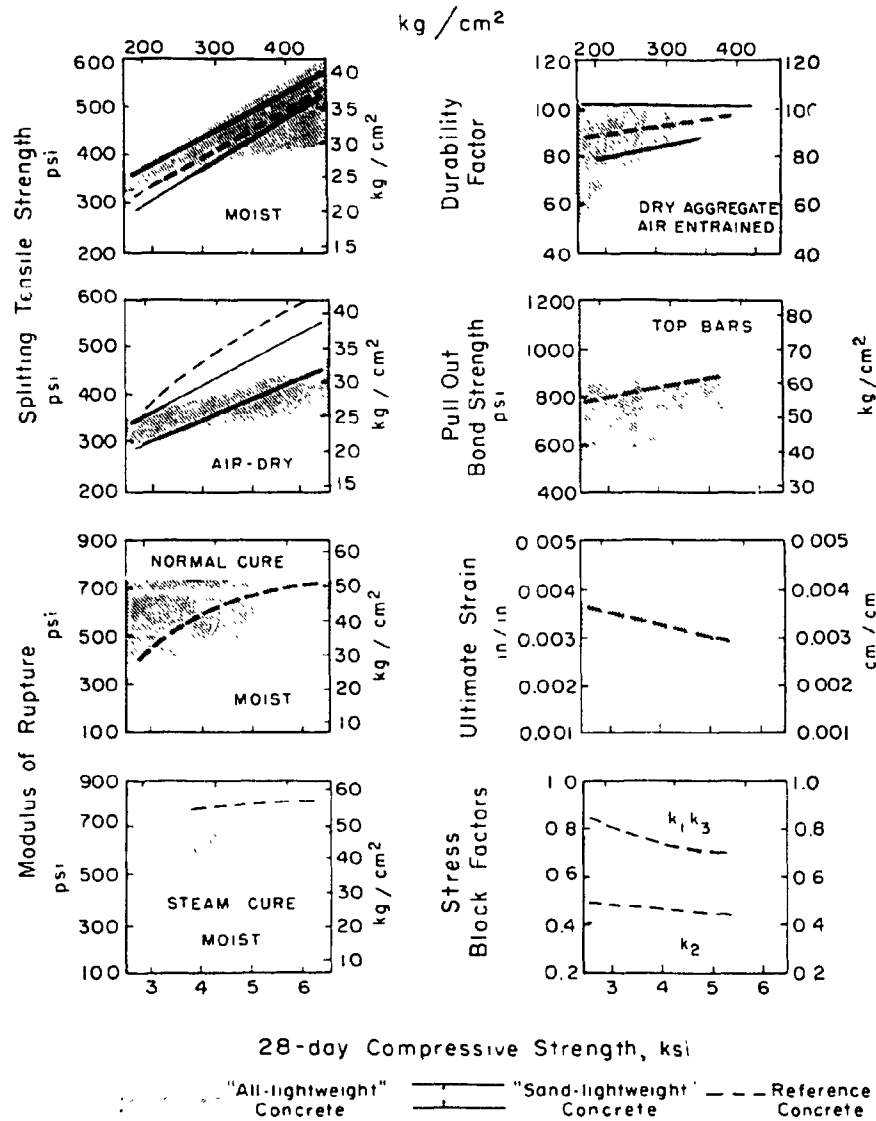 kg/cm²
200 300 400
600
500
400
300
200
40
35
30
25
20
15
Splitting Tensile Strength
psi
kg / cm²
MOIST
200 300 400
120
100
80
60
40
120
80
60
40
Durability
Factor
DRY AGGREGATE
AIR ENTRAINED
600
500
400
300
200
40
35
30
25
20
15
kg / cm²
AIR-DRY
1200
1000
800
600
400
80
70
60
50
40
30
Pull Out
Bond Strength
psi
kg / cm²
TOP BARS
900
700
500
300
100
60
50
40
30
20
10
Modulus of Rupture
psi
kg / cm²
NORMAL CURE
MOIST
0 005
0.004
0.003
0.002
0.001
0 005
0.004
0 003
0 002
0 001
Ultimate Strain
in / in
cm / cm
900
700
500
300
100
60
50
40
30
20
10
psi
kg / cm²
STEAM CURE
MOIST
3 4 5 6
1 0
0.8
0 6
0.4
0.2
1.0
0 8
0 6
0 4
0 2
Stress
Block Factors
k₁ k₃
k₂
3 4 5 6
28-day Compressive Strength, ksi
"All-lightweight" "Sand-lightweight' Reference
Concrete Concrete Concrete